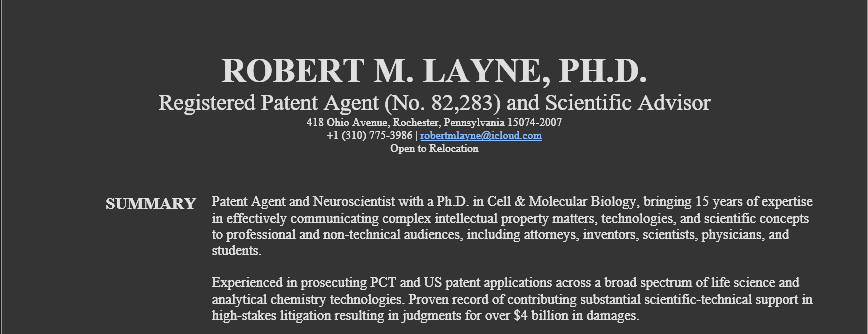 ROBERT M. LAYNE, PH.D.
Registered Patent Agent (No. 82,283) and Scientific Advisor
418 Ohio Avenue, Rochester, Pennsylvania 15074-2007
+1 (310) 775-3986 | robertmlayne@icloud.com
Open to Relocation
SUMMARY
Patent Agent and Neuroscientist with a Ph.D. in Cell & Molecular Biology, bringing 15 years of expertise
in effectively communicating complex intellectual property matters, technologies, and scientific concepts
to professional and non-technical audiences, including attorneys, inventors, scientists, physicians, and
students.
Experienced in prosecuting PCT and US patent applications across a broad spectrum of life science and
analytical chemistry technologies. Proven record of contributing substantial scientific-technical support in
high-stakes litigation resulting in judgments for over $4 billion in damages.